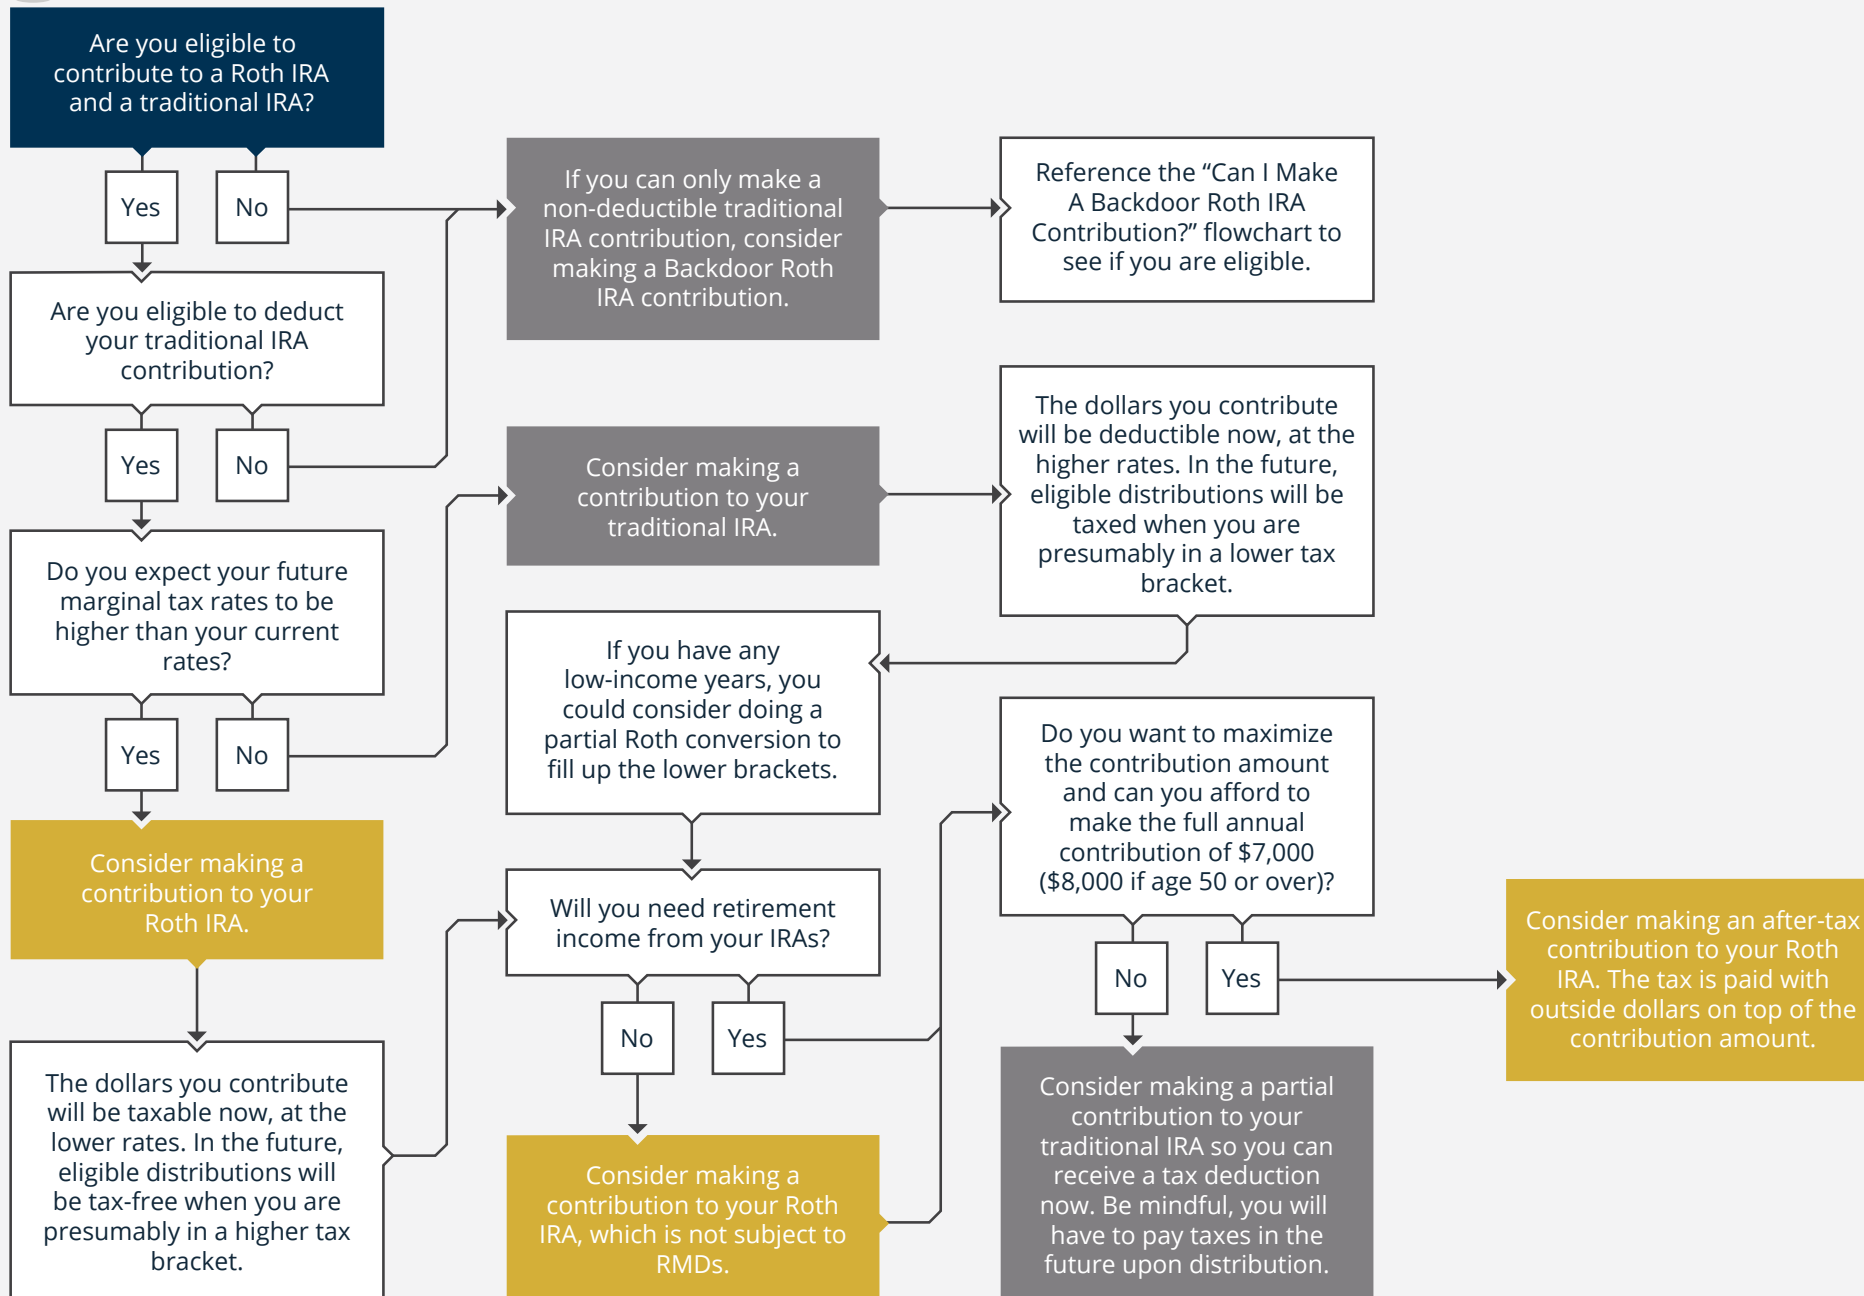 Are you eligible to
contribute to a Roth IRA
and a traditional IRA?
Yes
No
If you can only make a
non-deductible traditional
IRA contribution, consider
making a Backdoor Roth
IRA contribution.
Reference the “Can I Make
A Backdoor Roth IRA
Contribution?” flowchart to
see if you are eligible.
Are you eligible to deduct
your traditional IRA
contribution?
Yes
No
Consider making a
contribution to your
traditional IRA.
The dollars you contribute
will be deductible now, at the
higher rates. In the future,
eligible distributions will be
taxed when you are
presumably in a lower tax
bracket.
Do you expect your future
marginal tax rates to be
higher than your current
rates?
Yes
No
If you have any
low-income years, you
could consider doing a
partial Roth conversion to
fill up the lower brackets.
Consider making a
contribution to your
Roth IRA.
The dollars you contribute
will be taxable now, at the
lower rates. In the future,
eligible distributions will
be tax-free when you are
presumably in a higher tax
bracket.
Will you need retirement
income from your IRAs?
No
Yes
Consider making a
contribution to your Roth
IRA, which is not subject to
RMDs.
Do you want to maximize
the contribution amount
and can you afford to
make the full annual
contribution of $7,000
($8,000 if age 50 or over)?
No
Yes
Consider making a partial
contribution to your
traditional IRA so you can
receive a tax deduction
now. Be mindful, you will
have to pay taxes in the
future upon distribution.
Consider making an after-tax
contribution to your Roth
IRA. The tax is paid with
outside dollars on top of the
contribution amount.